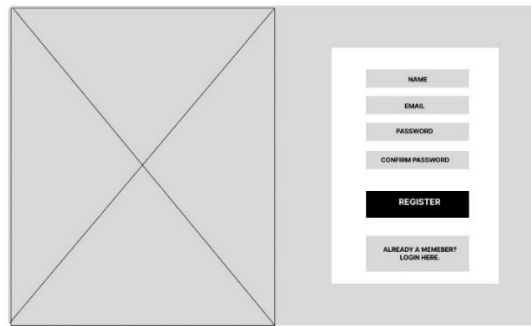 NAME
EMAIL
PASSWORD
CONFIRM PASSWORD
REGISTER
ALREADY A MEMEBER?
LOGIN HERE.